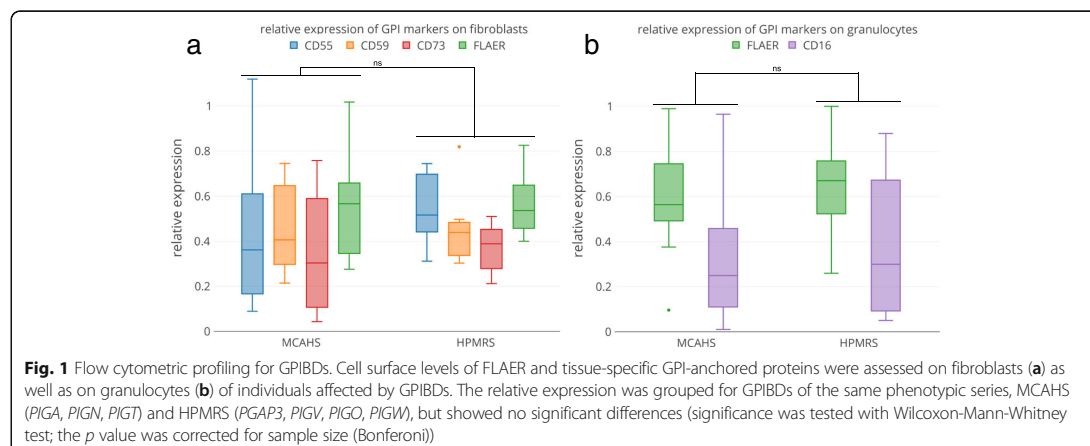 a
relative expression of GPI markers on fibroblasts
CD55 CD59 CD73 FLAER
ns
1
0.8
0.6
0.4
0.2
0
relative expression
MCAHS HPMRS
b
relative expression of GPI markers on granulocytes
FLAER CD16
ns
1
0.8
0.6
0.4
0.2
0
relative expression
MCAHS HPMRS
Fig. 1 Flow cytometric profiling for GPIBDs. Cell surface levels of FLAER and tissue-specific GPI-anchored proteins were assessed on fibroblasts (a) as
well as on granulocytes (b) of individuals affected by GPIBDs. The relative expression was grouped for GPIBDs of the same phenotypic series, MCAHS
(PIGA, PIGN, PIGT) and HPMRS (PGAP3, PIGV, PIGO, PIGW), but showed no significant differences (significance was tested with Wilcoxon-Mann-Whitney
test; the p value was corrected for sample size (Bonferoni))